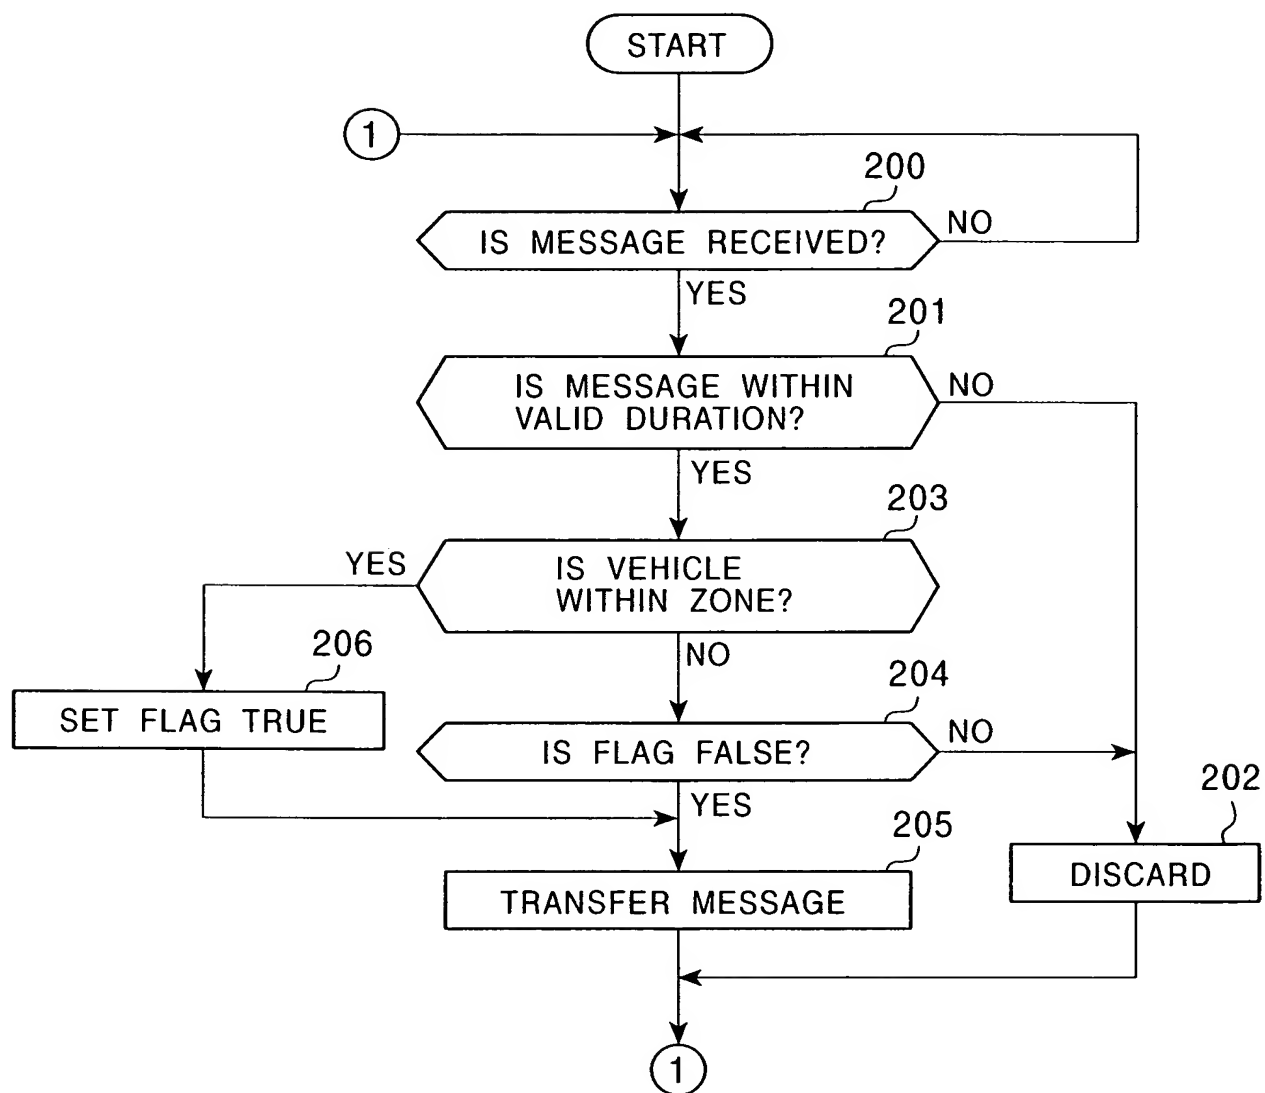 START
1
200
IS MESSAGE RECEIVED?
NO
YES
201
IS MESSAGE WITHIN
VALID DURATION?
NO
YES
203
IS VEHICLE
WITHIN ZONE?
YES
NO
206
SET FLAG TRUE
204
IS FLAG FALSE?
NO
YES
202
DISCARD
205
TRANSFER MESSAGE
1